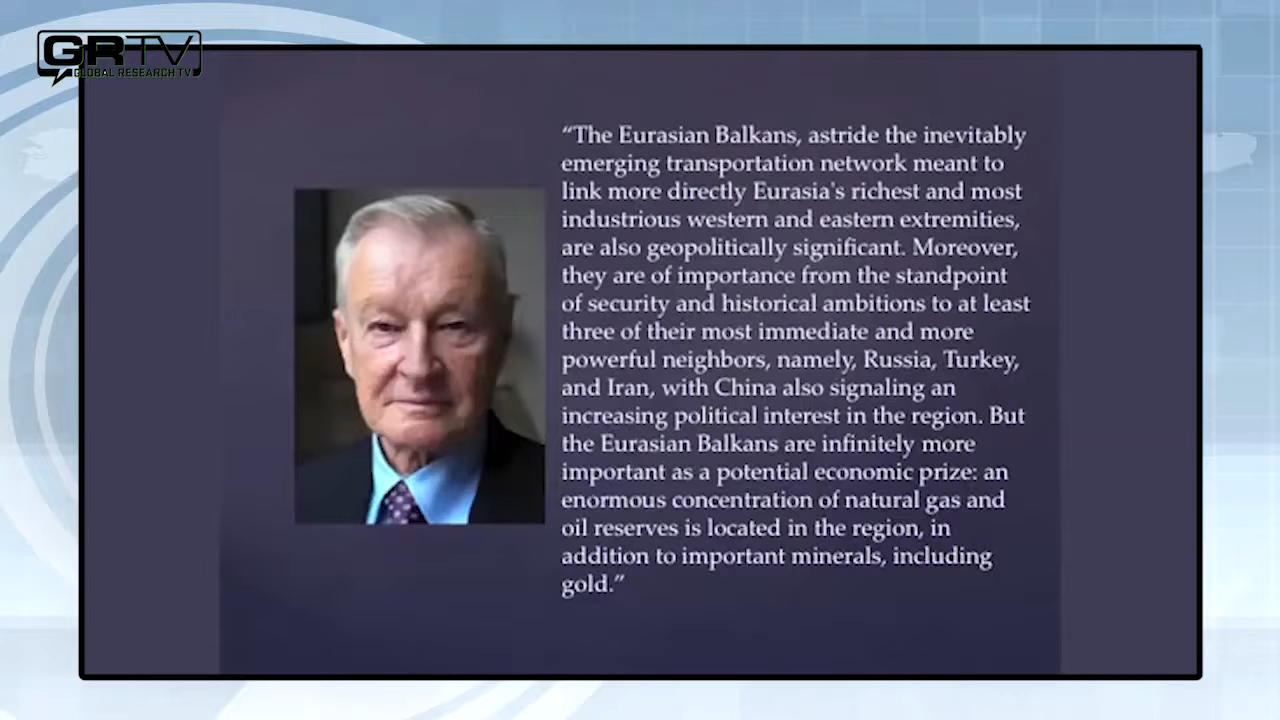 GRTV
GLOBAL RESEARCH TV
“The Eurasian Balkans, astride the inevitably
emerging transportation network meant to
link more directly Eurasia's richest and most
industrious western and eastern extremities,
are also geopolitically significant. Moreover,
they are of importance from the standpoint
of security and historical ambitions to at least
three of their most immediate and more
powerful neighbors, namely, Russia, Turkey,
and Iran, with China also signaling an
increasing political interest in the region. But
the Eurasian Balkans are infinitely more
important as a potential economic prize: an
enormous concentration of natural gas and
oil reserves is located in the region, in
addition to important minerals, including
gold.”